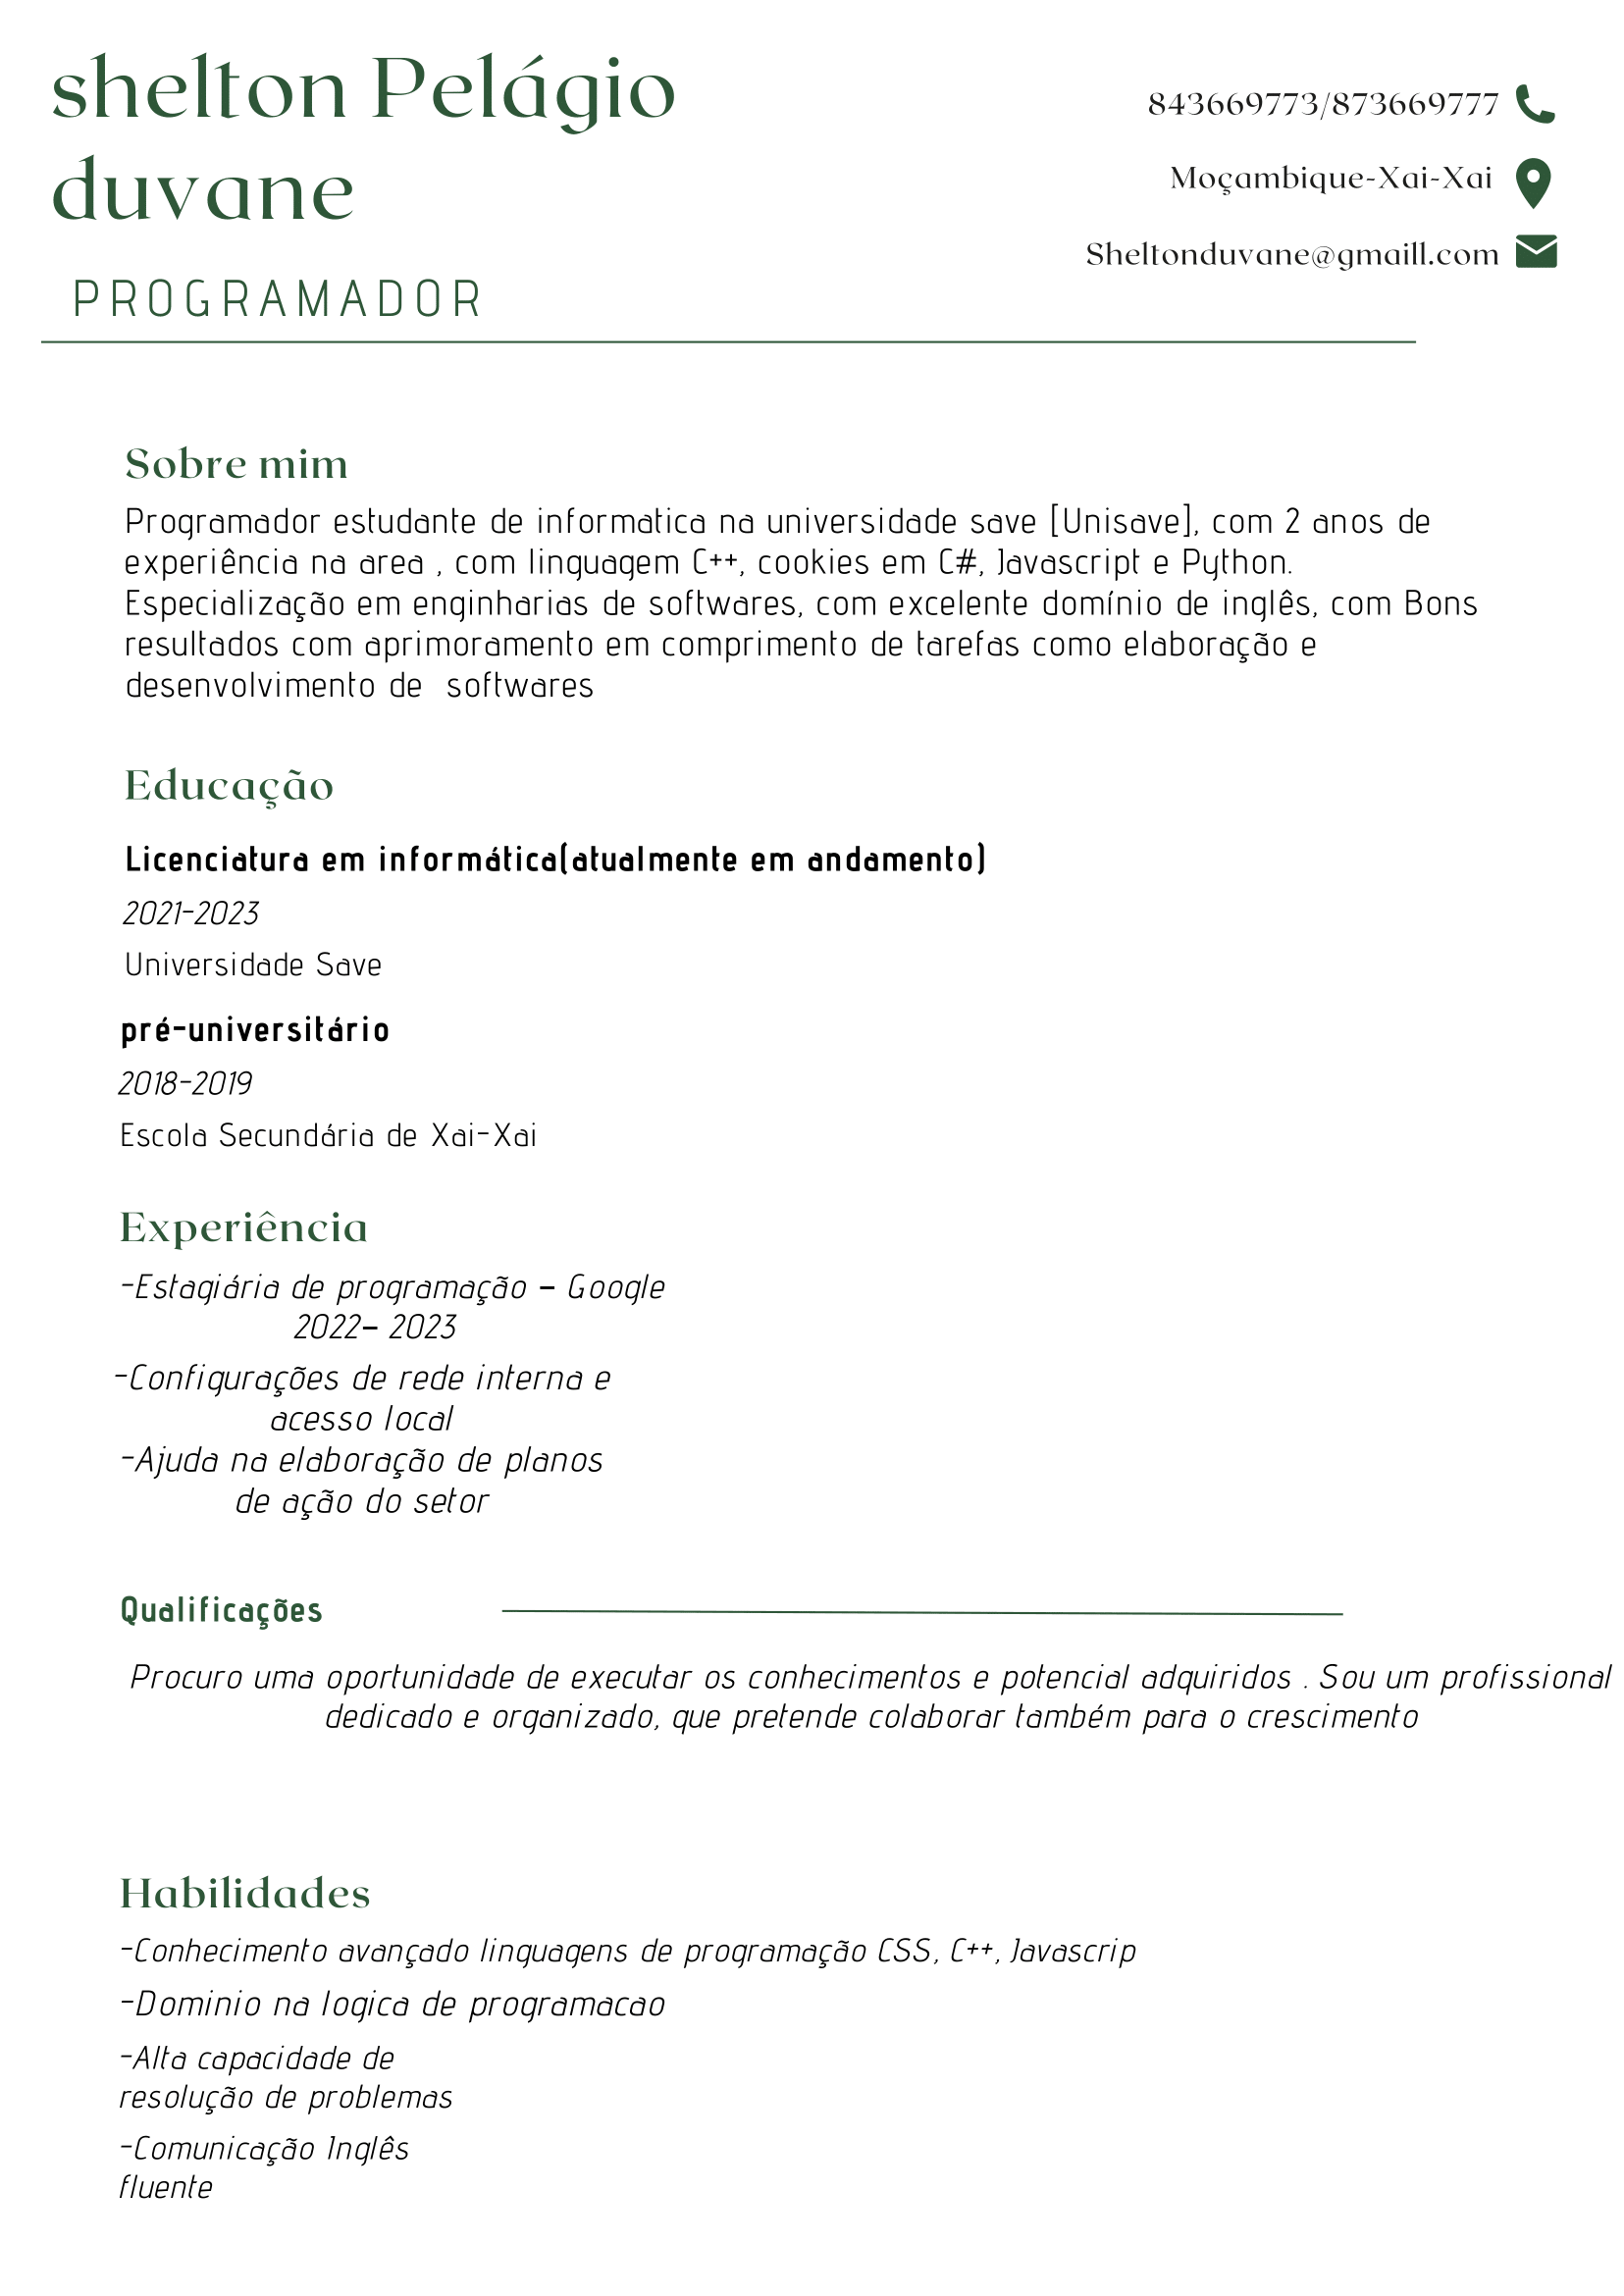 shelton Pelágio
duvane
PROGRAMADOR
843669773/873669777
Moçambique-Xai-Xai
Sheltonduvane@gmaill.com
Sobre mim
Programador estudante de informatica na universidade save [Unisave], com 2 anos de
experiência na area , com linguagem C++, cookies em C#, Javascript e Python.
Especialização em enginharias de softwares, com excelente domínio de inglês, com Bons
resultados com aprimoramento em comprimento de tarefas como elaboração e
desenvolvimento de softwares
Educação
Licenciatura em informática(atualmente em andamento)
2021-2023
Universidade Save
pré-universitário
2018-2019
Escola Secundária de Xai-Xai
Experiência
-Estagiária de programação – Google
2022– 2023
-Configurações de rede interna e
acesso local
-Ajuda na elaboração de planos
de ação do setor
Qualificações
Procuro uma oportunidade de executar os conhecimentos e potencial adquiridos . Sou um profissional
dedicado e organizado, que pretende colaborar também para o crescimento
Habilidades
-Conhecimento avançado linguagens de programação CSS, C++, Javascrip
-Dominio na logica de programacao
-Alta capacidade de
resolução de problemas
-Comunicação Inglês
fluente